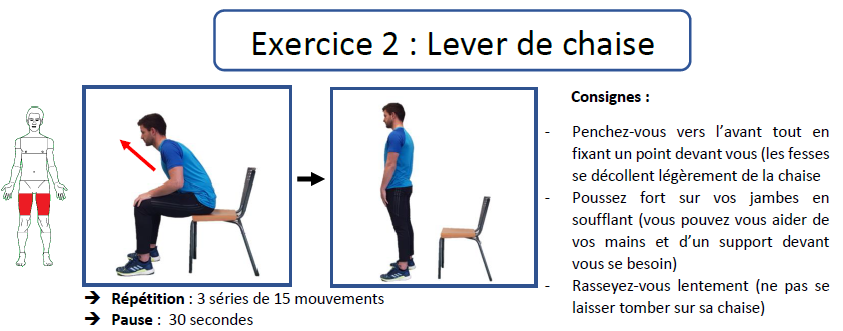 Exercice 2 : Lever de chaise
Consignes :
- Penchez-vous vers l’avant tout en
fixant un point devant vous (les fesses
se décollent légèrement de la chaise
- Poussez fort sur vos jambes en
soufflant (vous pouvez vous aider de
vos mains et d’un support devant
vous se besoin)
- Rasseyez-vous lentement (ne pas se
laisser tomber sur sa chaise)
➔ Répétition : 3 séries de 15 mouvements
➔ Pause : 30 secondes